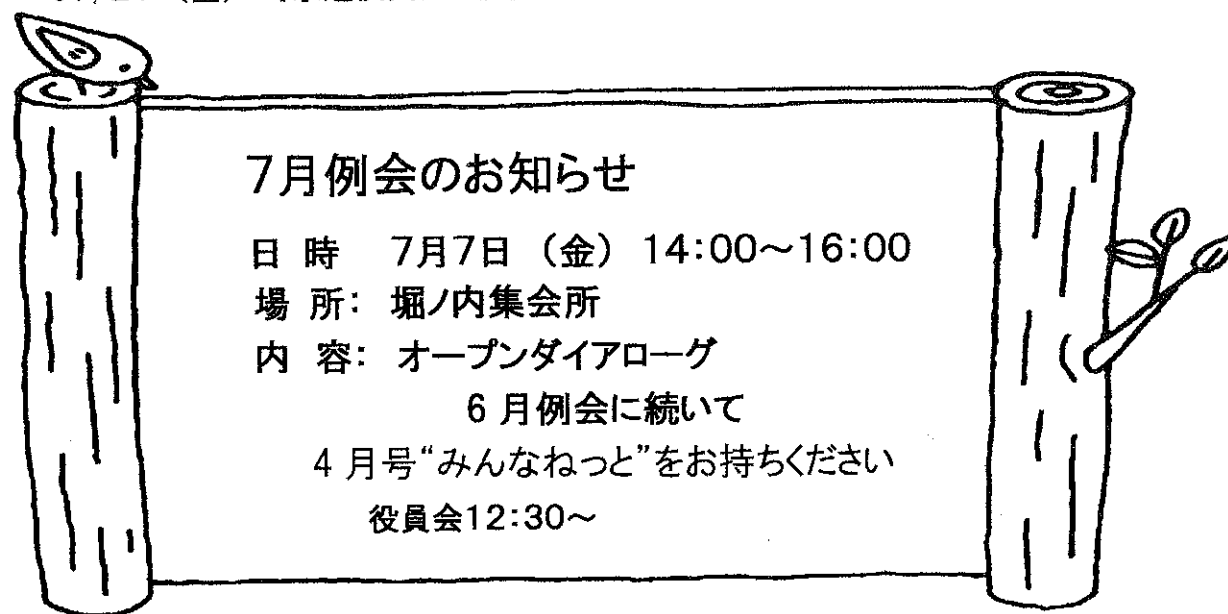 7月例会のお知らせ
日 時 7月7日 (金) 14:00～16:00
場 所: 堀ノ内集会所
内 容: オープンダイアローグ
6 月例会に続いて
4 月号“みんなねっと”をお持ちください
役員会12:30～